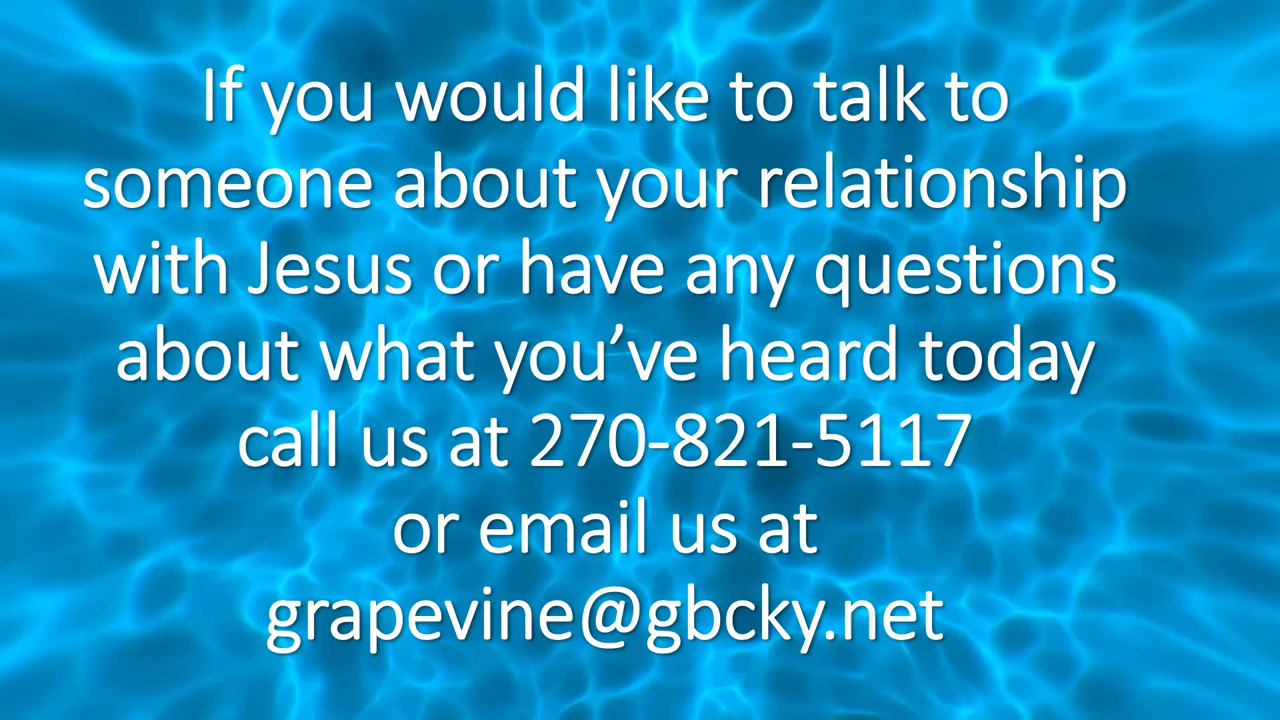 If you would like to talk to
someone about your relationship
with Jesus or have any questions
about what you’ve heard today
call us at 270-821-5117
or email us at
grapevine@gbcky.net